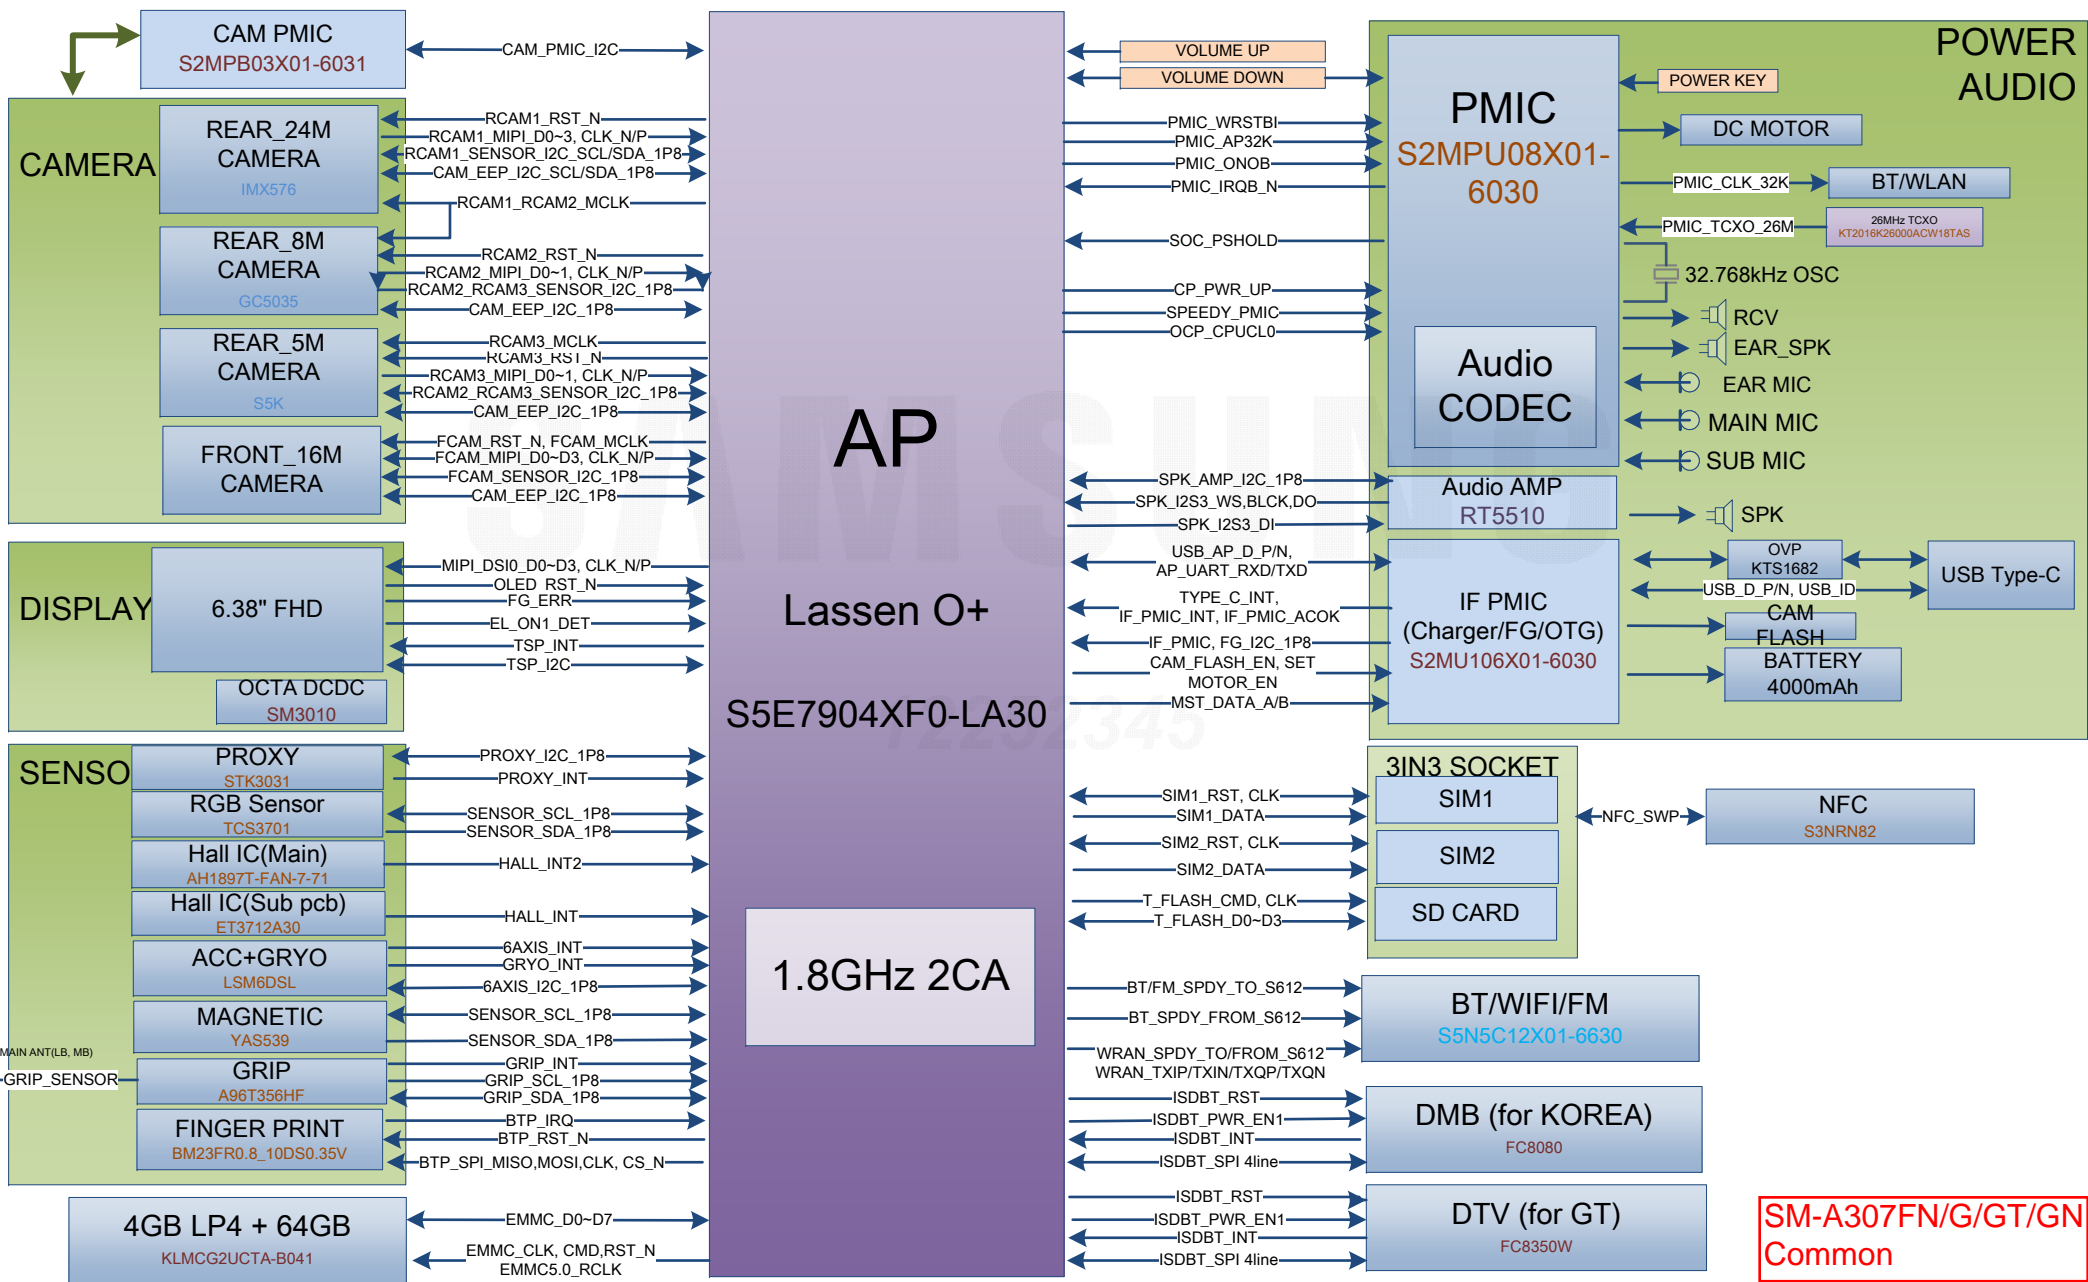 CAM PMIC
S2MPB03X01-6031
CAM_PMIC_I2C
CAMERA
REAR_24M
CAMERA
IMX576
RCAM1_RST_N
RCAM1_MIPI_D0~3, CLK_N/P
RCAM1_SENSOR_I2C_SCL/SDA_1P8
CAM_EEP_I2C_SCL/SDA_1P8
RCAM1_RCAM2_MCLK
REAR_8M
CAMERA
GC5035
RCAM2_RST_N
RCAM2_MIPI_D0~1, CLK_N/P
RCAM2_RCAM3_SENSOR_I2C_1P8
CAM_EEP_I2C_1P8
REAR_5M
CAMERA
S5K
RCAM3_MCLK
RCAM3_RST_N
RCAM3_MIPI_D0~1, CLK_N/P
RCAM2_RCAM3_SENSOR_I2C_1P8
CAM_EEP_I2C_1P8
FRONT_16M
CAMERA
FCAM_RST_N, FCAM_MCLK
FCAM_MIPI_D0~D3, CLK_N/P
FCAM_SENSOR_I2C_1P8
CAM_EEP_I2C_1P8
DISPLAY
6.38" FHD
MIPI_DSI0_D0~D3, CLK_N/P
OLED_RST_N
FG_ERR
EL_ON1_DET
TSP_INT
TSP_I2C
OCTA DCDC
SM3010
SENSO
PROXY
STK3031
PROXY_I2C_1P8
PROXY_INT
RGB Sensor
TCS3701
SENSOR_SCL_1P8
SENSOR_SDA_1P8
Hall IC(Main)
AH1897T-FAN-7-71
HALL_INT2
Hall IC(Sub pcb)
ET3712A30
HALL_INT
ACC+GRYO
LSM6DSL
6AXIS_INT
GRYO_INT
6AXIS_I2C_1P8
MAGNETIC
YAS539
SENSOR_SCL_1P8
SENSOR_SDA_1P8
MAIN ANT(LB, MB)
GRIP_SENSOR
GRIP
A96T356HF
GRIP_INT
GRIP_SCL_1P8
GRIP_SDA_1P8
FINGER PRINT
BM23FR0.8_10DS0.35V
BTP_IRQ
BTP_RST_N
BTP_SPI_MISO,MOSI,CLK, CS_N
4GB LP4 + 64GB
KLMCG2UCTA-B041
EMMC_D0~D7
EMMC_CLK, CMD,RST_N
EMMC5.0_RCLK
AP
Lassen O+
S5E7904XF0-LA30
1.8GHz 2CA
SAMSUNG
VOLUME UP
VOLUME DOWN
PMIC_WRSTBI
PMIC_AP32K
PMIC_ONOB
PMIC_IRQB_N
SOC_PSHOLD
CP_PWR_UP
SPEEDY_PMIC
OCP_CPUCL0
POWER
AUDIO
PMIC
S2MPU08X01-
6030
Audio
CODEC
POWER KEY
DC MOTOR
PMIC_CLK_32K
BT/WLAN
PMIC_TCXO_26M
26MHz TCXO
KT2016K26000ACW18TAS
32.768kHz OSC
RCV
EAR_SPK
EAR MIC
MAIN MIC
SUB MIC
SPK_AMP_I2C_1P8
SPK_I2S3_WS,BLCK,DO
SPK_I2S3_DI
Audio AMP
RT5510
SPK
USB_AP_D_P/N,
AP_UART_RXD/TXD
TYPE_C_INT,
IF_PMIC_INT, IF_PMIC_ACOK
IF_PMIC, FG_I2C_1P8
CAM_FLASH_EN, SET
MOTOR_EN
MST_DATA_A/B
IF PMIC
(Charger/FG/OTG)
S2MU106X01-6030
OVP
KTS1682
USB_D_P/N, USB_ID
USB Type-C
CAM
FLASH
BATTERY
4000mAh
3IN3 SOCKET
SIM1
SIM2
SD CARD
SIM1_RST, CLK
SIM1_DATA
SIM2_RST, CLK
SIM2_DATA
T_FLASH_CMD, CLK
T_FLASH_D0~D3
NFC_SWP
NFC
S3NRN82
BT/FM_SPDY_TO_S612
BT_SPDY_FROM_S612
WRAN_SPDY_TO/FROM_S612
WRAN_TXIP/TXIN/TXQP/TXQN
BT/WIFI/FM
S5N5C12X01-6630
ISDBT_RST
ISDBT_PWR_EN1
ISDBT_INT
ISDBT_SPI 4line
DMB (for KOREA)
FC8080
ISDBT_RST
ISDBT_PWR_EN1
ISDBT_INT
ISDBT_SPI 4line
DTV (for GT)
FC8350W
SM-A307FN/G/GT/GN
Common